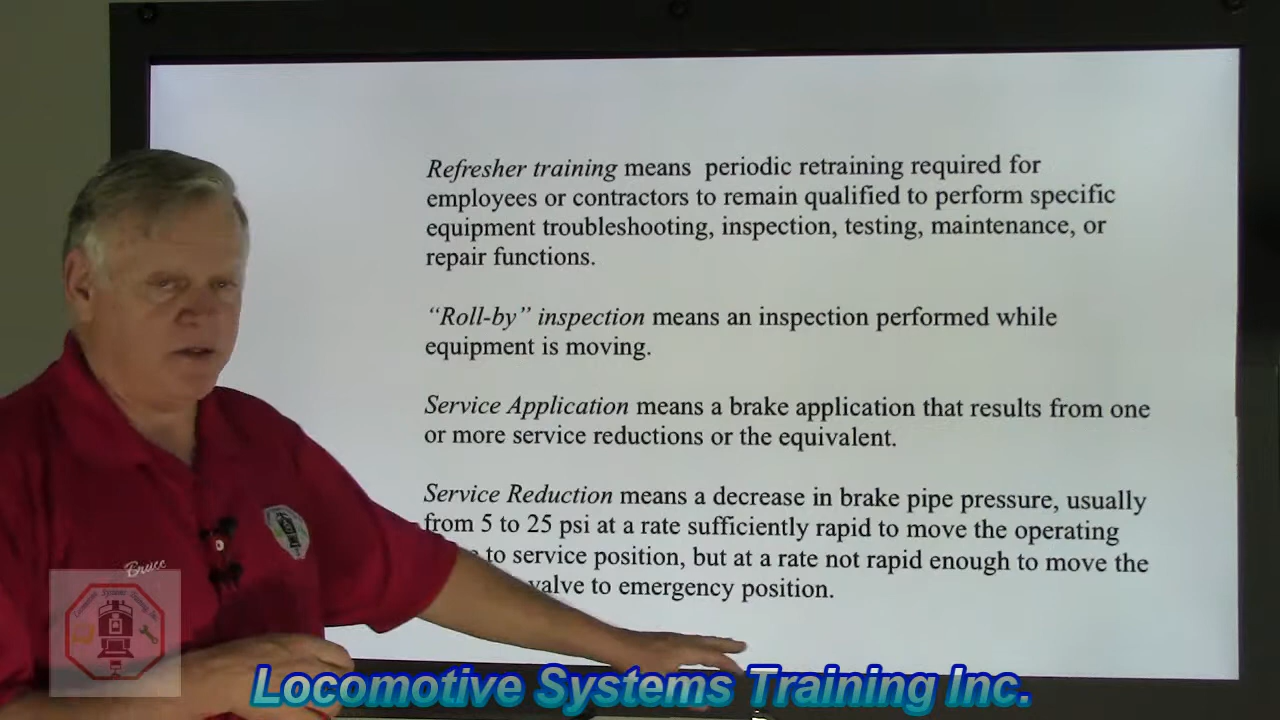 Refresher training means periodic retraining required for
employees or contractors to remain qualified to perform specific
equipment troubleshooting, inspection, testing, maintenance, or
repair functions.
“Roll-by” inspection means an inspection performed while
equipment is moving.
Service Application means a brake application that results from one
or more service reductions or the equivalent.
Service Reduction means a decrease in brake pipe pressure, usually
from 5 to 25 psi at a rate sufficiently rapid to move the operating
to service position, but at a rate not rapid enough to move the
valve to emergency position.
Bruce
Locomotive Systems Training Inc.
Locomotive Systems Training Inc.